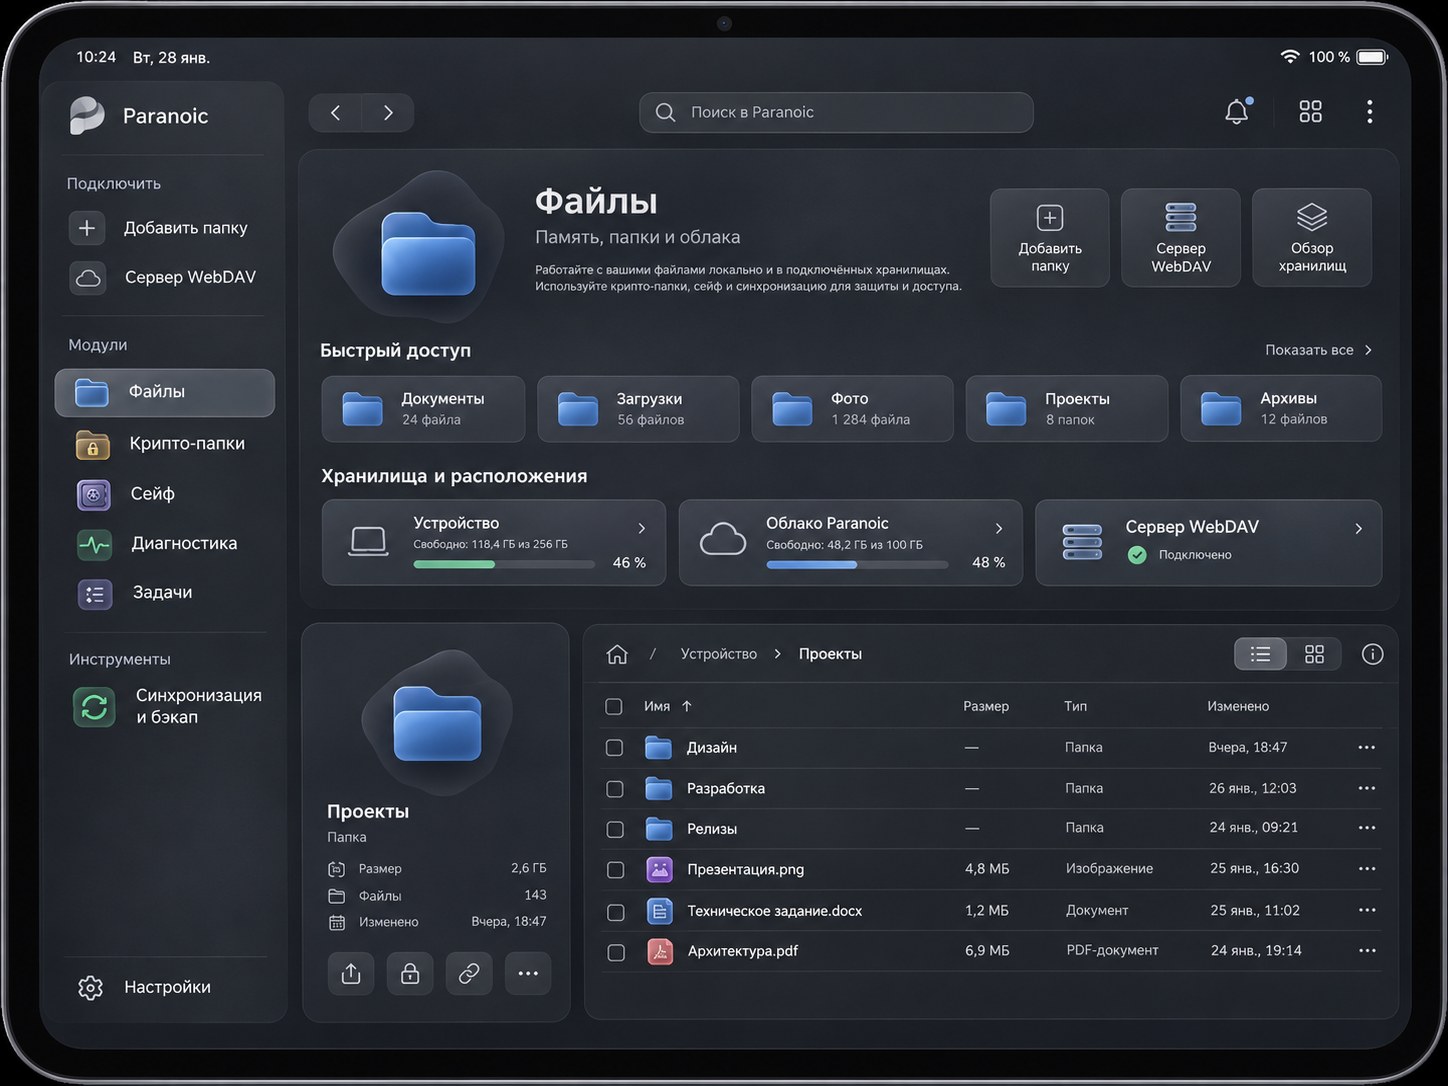 10:24 Вт, 28 янв.
100 %
Paranoic
Поиск в Paranoic
Подключить
Добавить папку
Сервер WebDAV
Модули
Файлы
Крипто-папки
Сейф
Диагностика
Задачи
Инструменты
Синхронизация
и бэкап
Настройки
Файлы
Память, папки и облака
Работайте с вашими файлами локально и в подключённых хранилищах.
Используйте крипто-папки, сейф и синхронизацию для защиты и доступа.
Добавить
папку
Сервер
WebDAV
Обзор
хранилищ
Быстрый доступ
Показать все
Документы
24 файла
Загрузки
56 файлов
Фото
1 284 файла
Проекты
8 папок
Архивы
12 файлов
Хранилища и расположения
Устройство
Свободно: 118,4 ГБ из 256 ГБ
46 %
Облако Paranoic
Свободно: 48,2 ГБ из 100 ГБ
48 %
Сервер WebDAV
Подключено
Проекты
Папка
Размер 2,6 ГБ
Файлы 143
Изменено Вчера, 18:47
/ Устройство > Проекты
Имя ↑ Размер Тип Изменено
Дизайн — Папка Вчера, 18:47
Разработка — Папка 26 янв., 12:03
Релизы — Папка 24 янв., 09:21
Презентация.png 4,8 МБ Изображение 25 янв., 16:30
Техническое задание.docx 1,2 МБ Документ 25 янв., 11:02
Архитектура.pdf 6,9 МБ PDF-документ 24 янв., 19:14